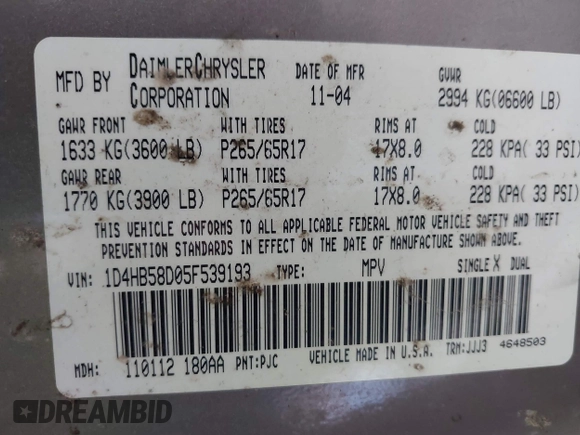 MFD BY DAIMLERCHRYSLER CORPORATION DATE OF MFR 11-04 GVWR 2994 KG(06600 LB)
GAWR FRONT WITH TIRES RIMS AT COLD
1633 KG(3600 LB) P265/65R17 17X8.0 228 KPA( 33 PSI)
GAWR REAR WITH TIRES RIMS AT COLD
1770 KG(3900 LB) P265/65R17 17X8.0 228 KPA( 33 PSI)
THIS VEHICLE CONFORMS TO ALL APPLICABLE FEDERAL MOTOR VEHICLE SAFETY AND THEFT
PREVENTION STANDARDS IN EFFECT ON THE DATE OF MANUFACTURE SHOWN ABOVE.
VIN: 1D4HB58D05F539193 TYPE: MPV SINGLE X DUAL
MDH: 110112 180AA PNT:PJC VEHICLE MADE IN U.S.A. TRM:JJJ3 4648503
DREAMBID